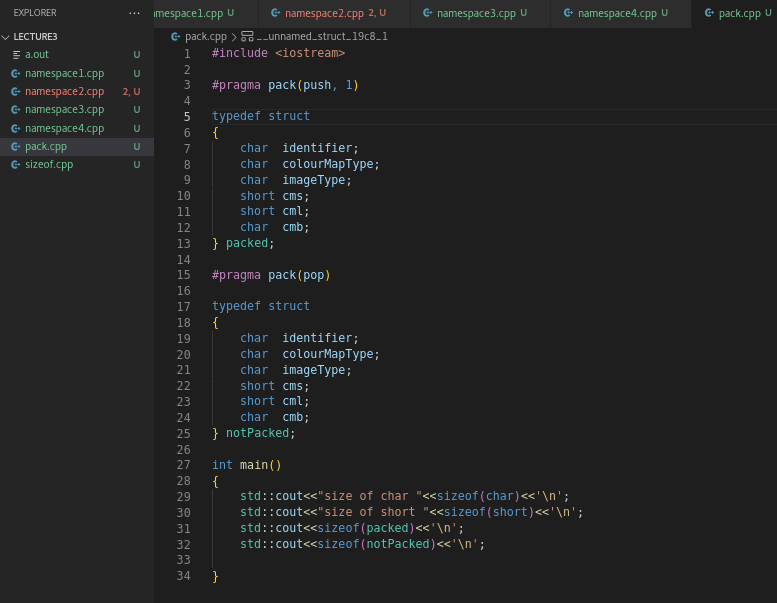 EXPLORER ...
LECTURE3
a.out U
namespace1.cpp U
namespace2.cpp 2, U
namespace3.cpp U
namespace4.cpp U
pack.cpp U
sizeof.cpp U
mespace1.cpp U namespace2.cpp 2, U namespace3.cpp U namespace4.cpp U pack.cpp U
pack.cpp > __unnamed_struct_19c8_1
1 #include <iostream>
2
3 #pragma pack(push, 1)
4
5 typedef struct
6 {
7     char  identifier;
8     char  colourMapType;
9     char  imageType;
10     short cms;
11     short cml;
12     char  cmb;
13 } packed;
14
15 #pragma pack(pop)
16
17 typedef struct
18 {
19     char  identifier;
20     char  colourMapType;
21     char  imageType;
22     short cms;
23     short cml;
24     char  cmb;
25 } notPacked;
26
27 int main()
28 {
29     std::cout<<"size of char "<<sizeof(char)<<'\n';
30     std::cout<<"size of short "<<sizeof(short)<<'\n';
31     std::cout<<sizeof(packed)<<'\n';
32     std::cout<<sizeof(notPacked)<<'\n';
33
34 }